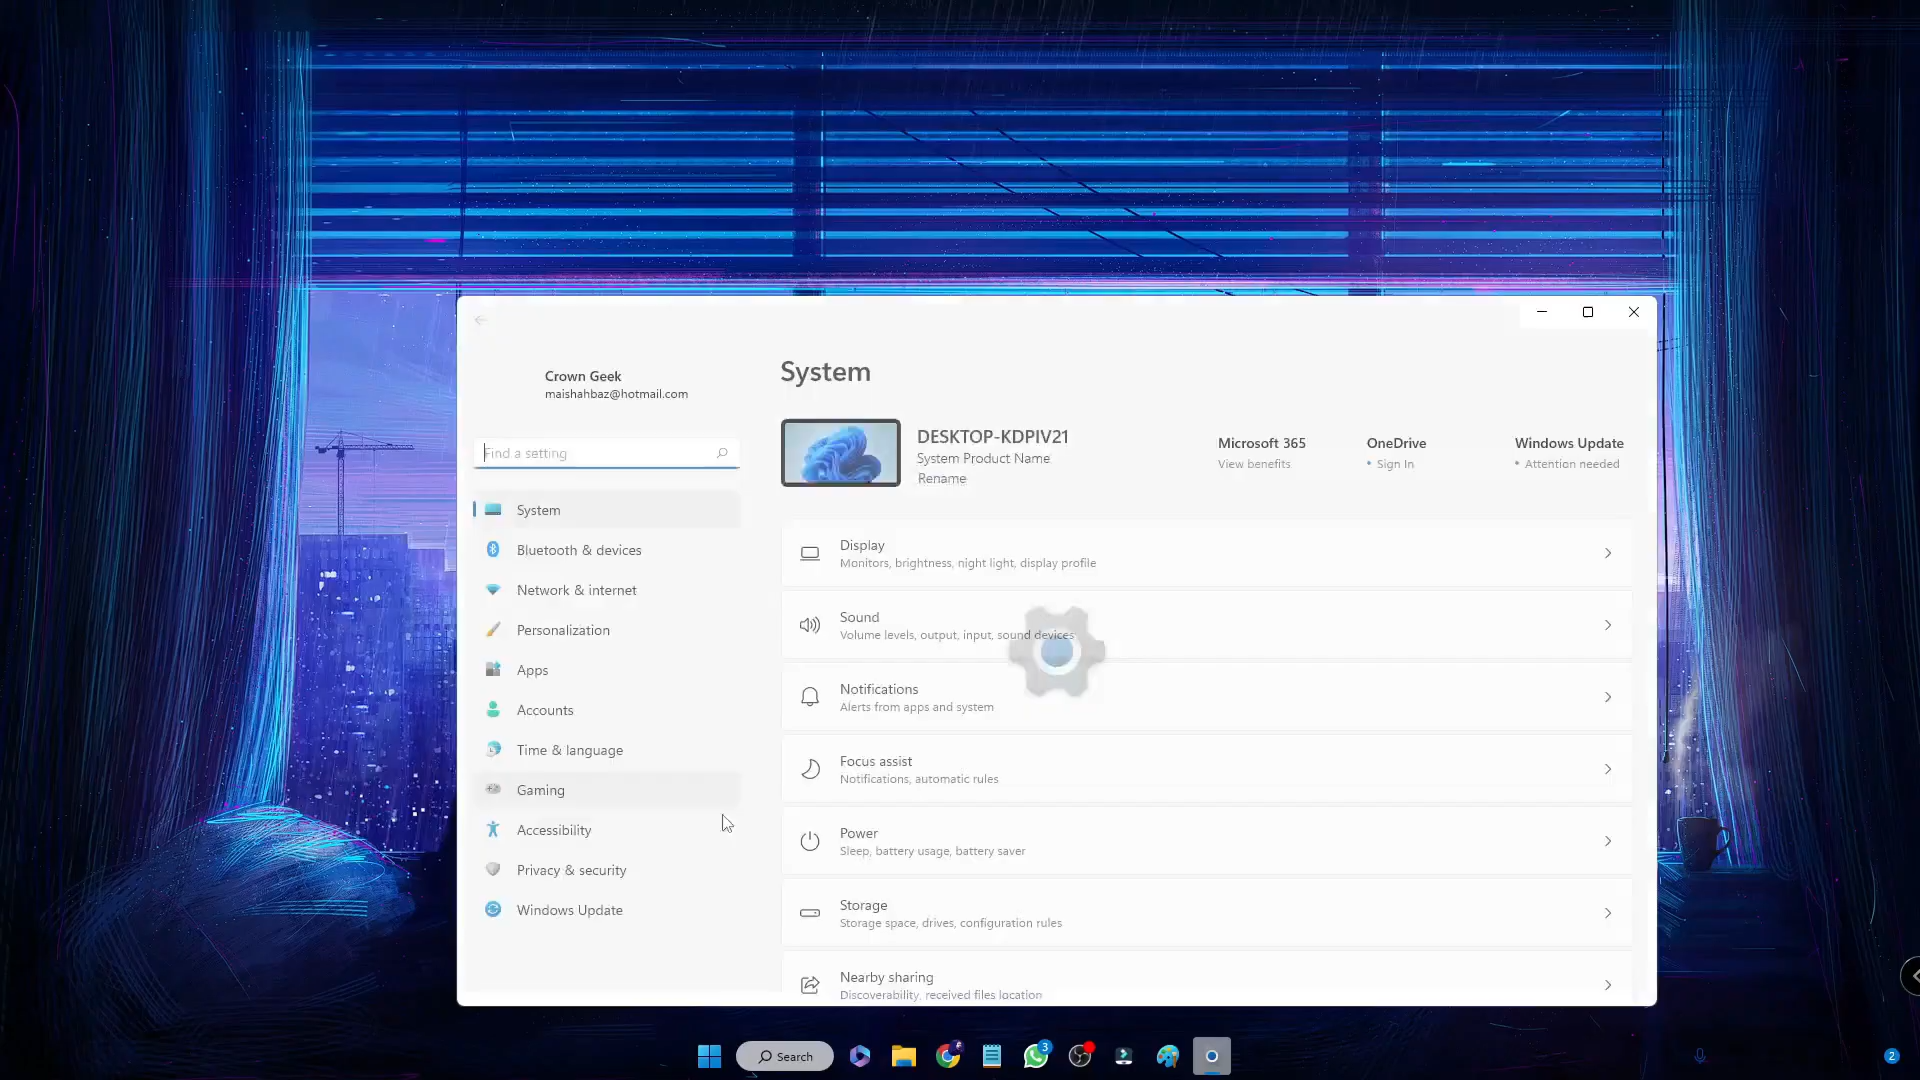 Crown Geek
maishahbaz@hotmail.com
Find a setting
System
Bluetooth & devices
Network & internet
Personalization
Apps
Accounts
Time & language
Gaming
Accessibility
Privacy & security
Windows Update
System
DESKTOP-KDPIV21
System Product Name
Rename
Microsoft 365
View benefits
OneDrive
• Sign In
Windows Update
• Attention needed
Display
Monitors, brightness, night light, display profile
Sound
Volume levels, output, input, sound devices
Notifications
Alerts from apps and system
Focus assist
Notifications, automatic rules
Power
Sleep, battery usage, battery saver
Storage
Storage space, drives, configuration rules
Nearby sharing
Discoverability, received files location
Search
3
2